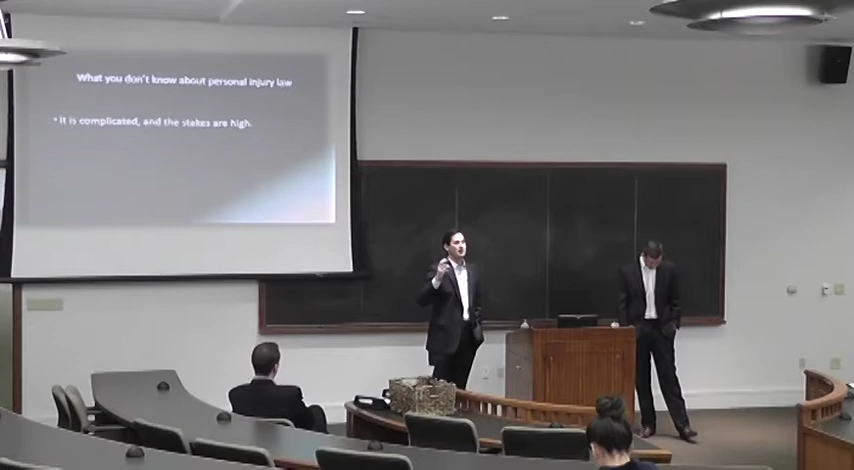 What you don't know about personal injury law
• It is complicated, and the stakes are high.